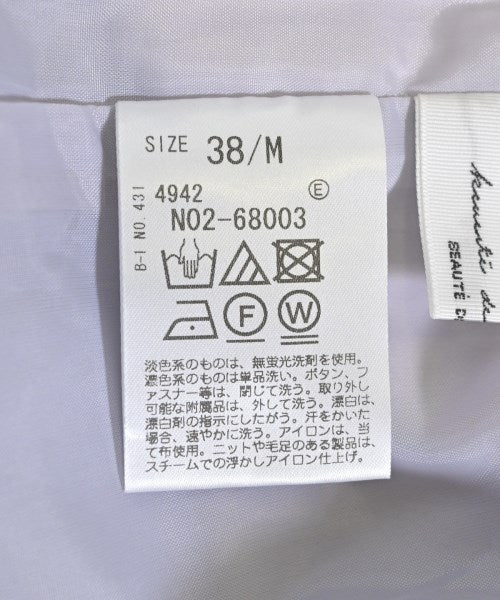 SIZE 38/M
4942 Ⓔ
N02-68003
B-I NO. 431
F W
淡色系のものは、無蛍光洗剤を使用。
濃色系のものは単品洗い。ボタン、フ
ァスナー等は、閉じて洗う。取り外し
可能な附属品は、外して洗う。漂白は、
漂白剤の指示にしたがう。汗をかいた
場合、速やかに洗う。アイロンは、当
て布使用。ニットや毛足のある製品は、
スチームでの浮かしアイロン仕上げ。
BEAUTÉ D